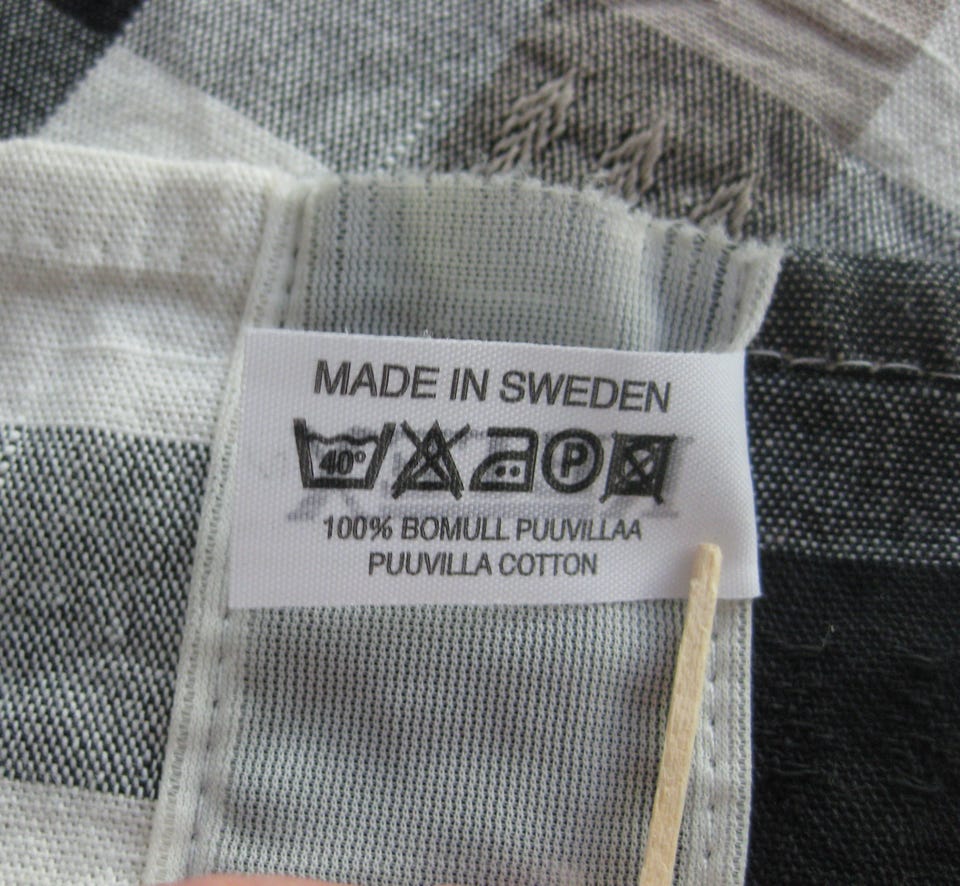 MADE IN SWEDEN
40° P
100% BOMULL PUUVILLAA
PUUVILLA COTTON